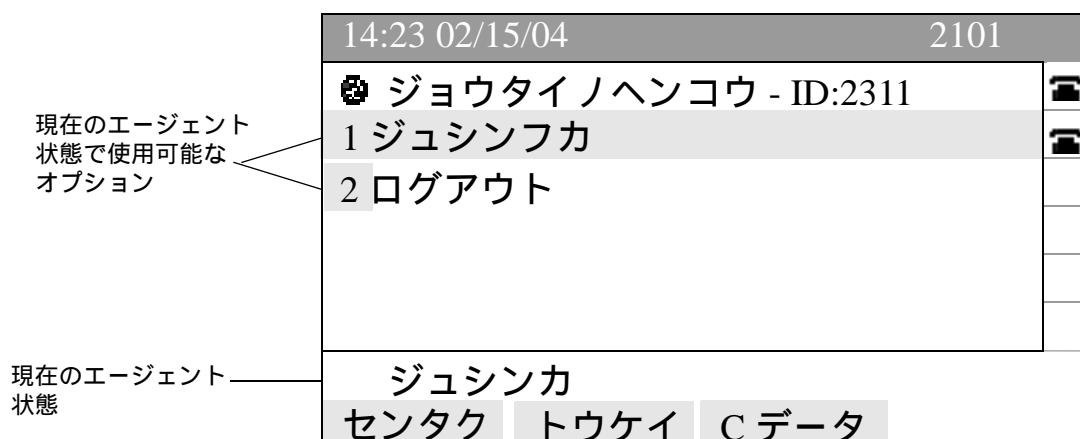 14:23 02/15/04 2101
ジョウタイノヘンコウ - ID:2311
現在のエージェント
状態で使用可能な
オプション
1 ジュシンフカ
2 ログアウト
現在のエージェント
状態
ジュシンカ
センタク トウケイ C データ